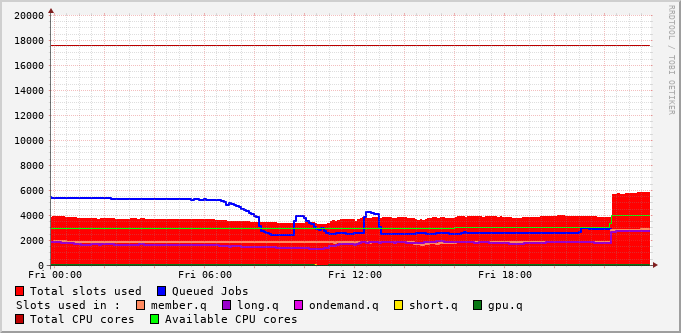 RRDTOOL / TOBI OETIKER
20000
18000
16000
14000
12000
10000
8000
6000
4000
2000
0
Fri 00:00 Fri 06:00 Fri 12:00 Fri 18:00
Total slots used Queued Jobs
Slots used in : member.q long.q ondemand.q short.q gpu.q
Total CPU cores Available CPU cores